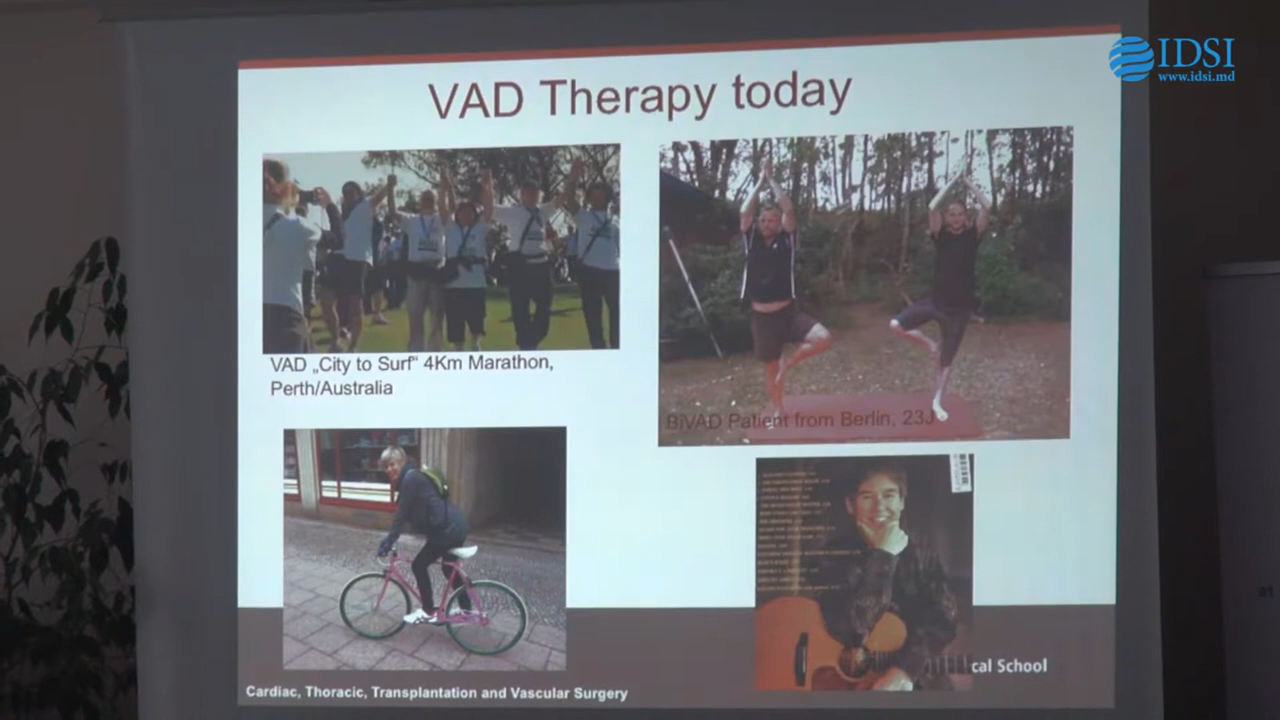 IDSI
www.idsi.md
VAD Therapy today
VAD „City to Surf“ 4Km Marathon,
Perth/Australia
BiVAD Patient from Berlin, 23J
cal School
Cardiac, Thoracic, Transplantation and Vascular Surgery